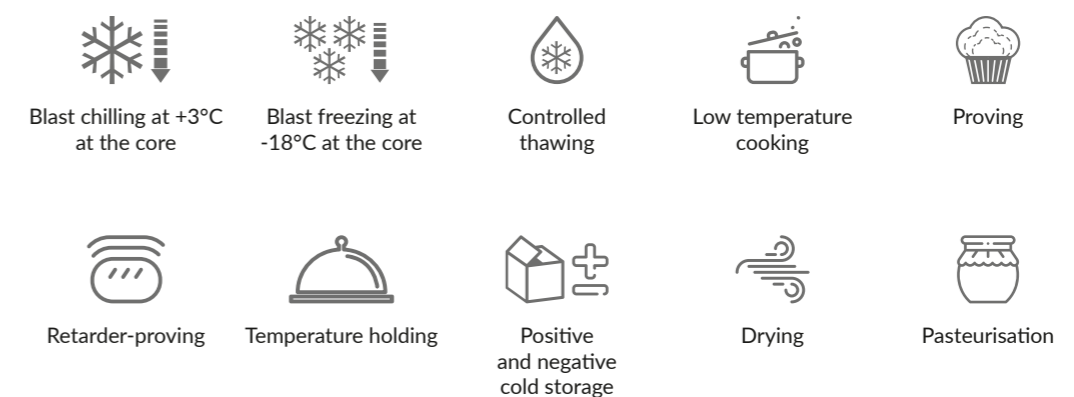 Blast chilling at +3°C
at the core
Blast freezing at
-18°C at the core
Controlled
thawing
Low temperature
cooking
Proving
Retarder-proving
Temperature holding
Positive
and negative
cold storage
Drying
Pasteurisation